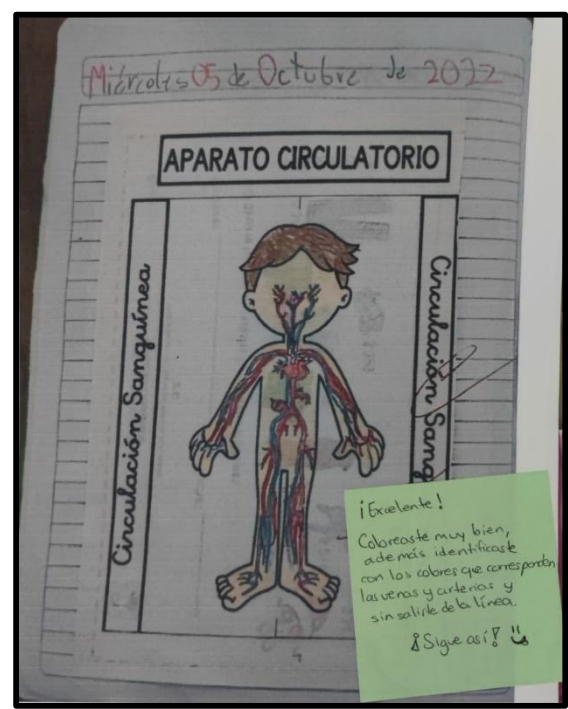 Miércoles 05 de Octubre de 2022
APARATO CIRCULATORIO
Circulación Sanguínea
Circulación Sang
¡Excelente!
Coloreaste muy bien,
además identificaste
con los colores que corresponden
las venas y arterias y
sin salirte de la línea.
¡Sigue así!